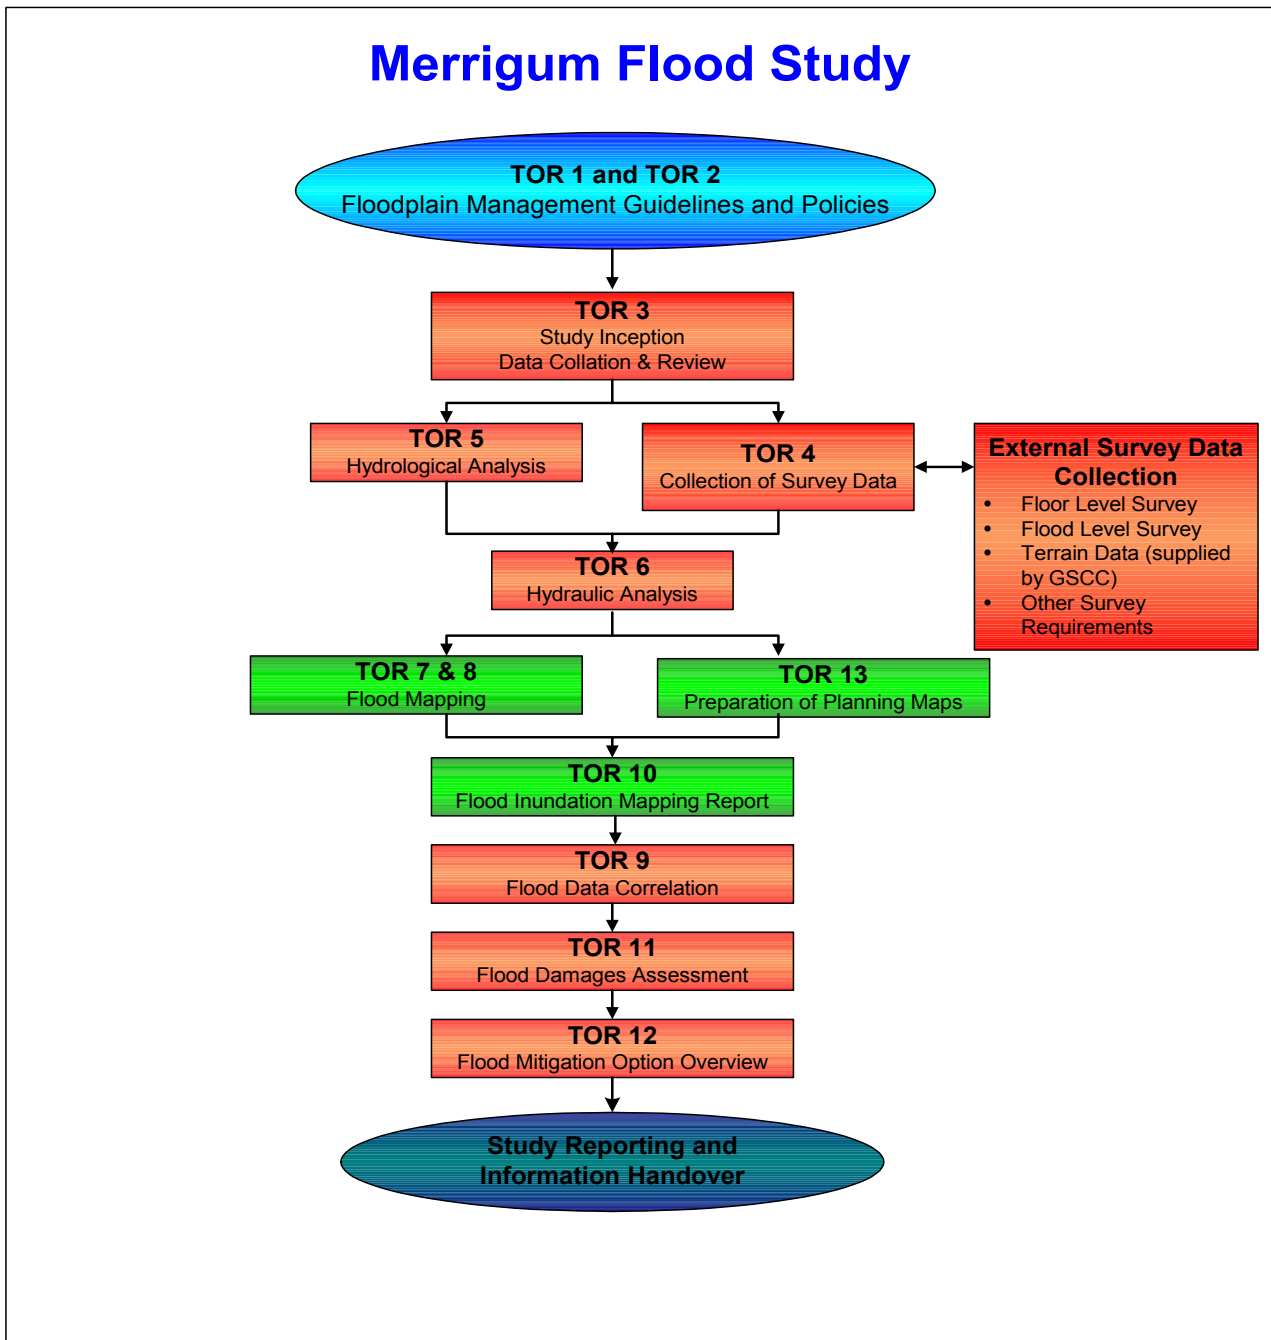 Merrigum Flood Study
TOR 1 and TOR 2
Floodplain Management Guidelines and Policies
TOR 3
Study Inception
Data Collation & Review
TOR 5
Hydrological Analysis
TOR 4
Collection of Survey Data
External Survey Data
Collection
• Floor Level Survey
• Flood Level Survey
• Terrain Data (supplied
by GSCC)
• Other Survey
Requirements
TOR 6
Hydraulic Analysis
TOR 7 & 8
Flood Mapping
TOR 13
Preparation of Planning Maps
TOR 10
Flood Inundation Mapping Report
TOR 9
Flood Data Correlation
TOR 11
Flood Damages Assessment
TOR 12
Flood Mitigation Option Overview
Study Reporting and
Information Handover